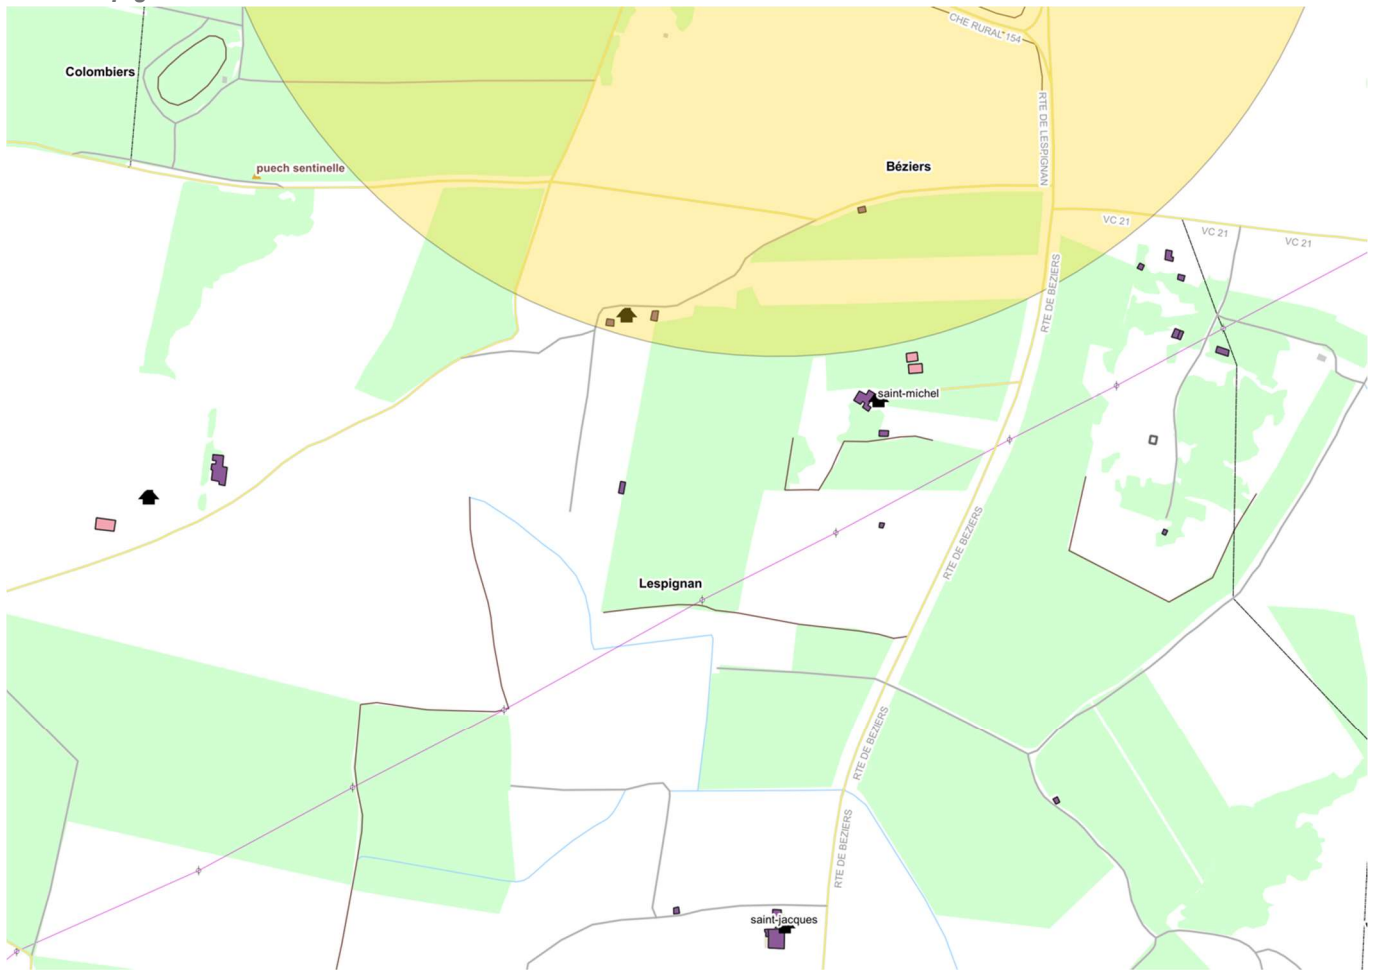 CHE RURAL 154
Colombiers
RTE DE LESPIGNAN
puech sentinelle
Béziers
VC 21
VC 21
VC 21
RTE DE BEZIERS
saint-michel
RTE DE BEZIERS
Lespignan
RTE DE BEZIERS
RTE DE BEZIERS
saint-jacques